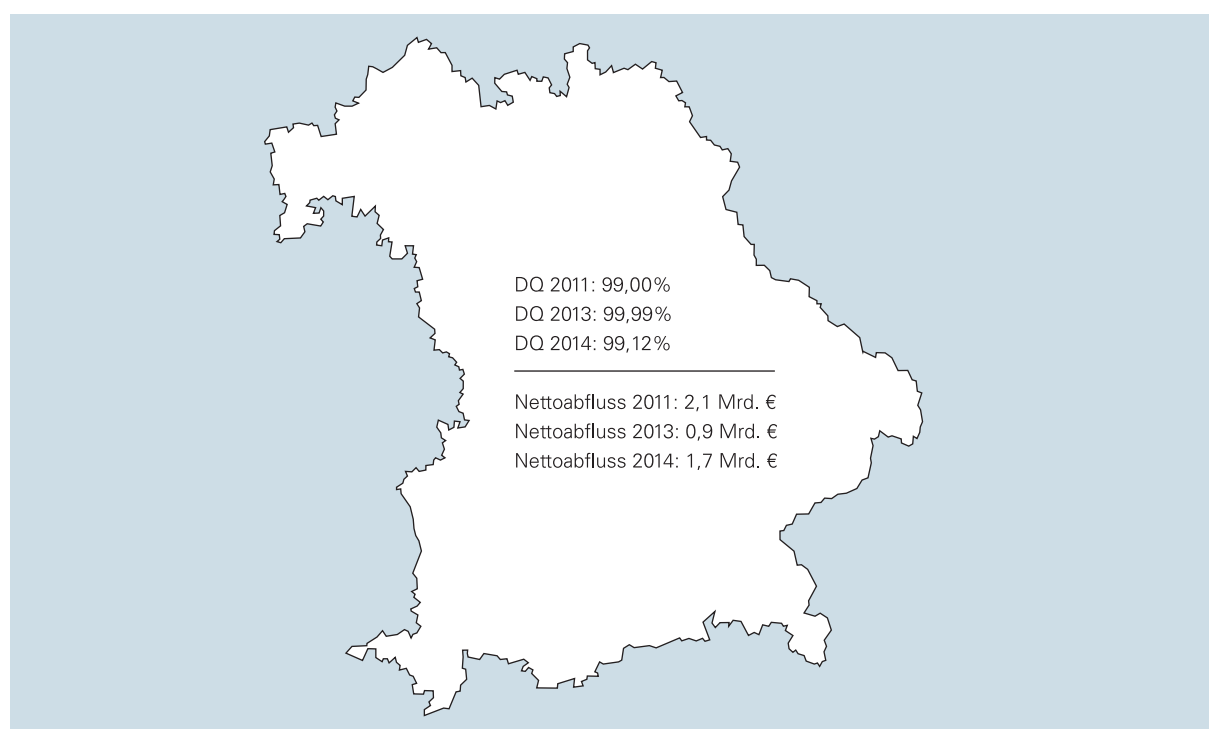 DQ 2011: 99,00%
DQ 2013: 99,99%
DQ 2014: 99,12%
Nettoabfluss 2011: 2,1 Mrd. €
Nettoabfluss 2013: 0,9 Mrd. €
Nettoabfluss 2014: 1,7 Mrd. €